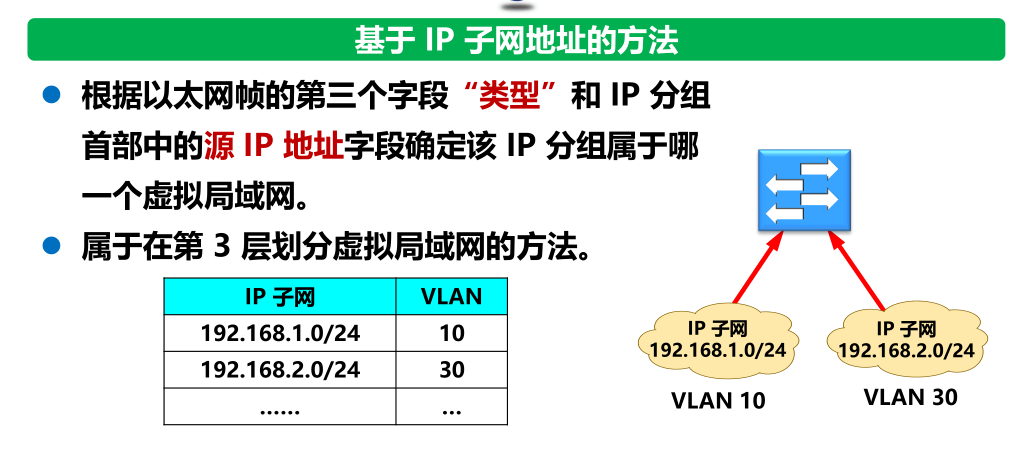 基于 IP 子网地址的方法
根据以太网帧的第三个字段“类型”和 IP 分组
首部中的源 IP 地址字段确定该 IP 分组属于哪
一个虚拟局域网。
属于在第 3 层划分虚拟局域网的方法。
IP 子网 VLAN
192.168.1.0/24 10
192.168.2.0/24 30
…… …
IP 子网
192.168.1.0/24
VLAN 10
IP 子网
192.168.2.0/24
VLAN 30